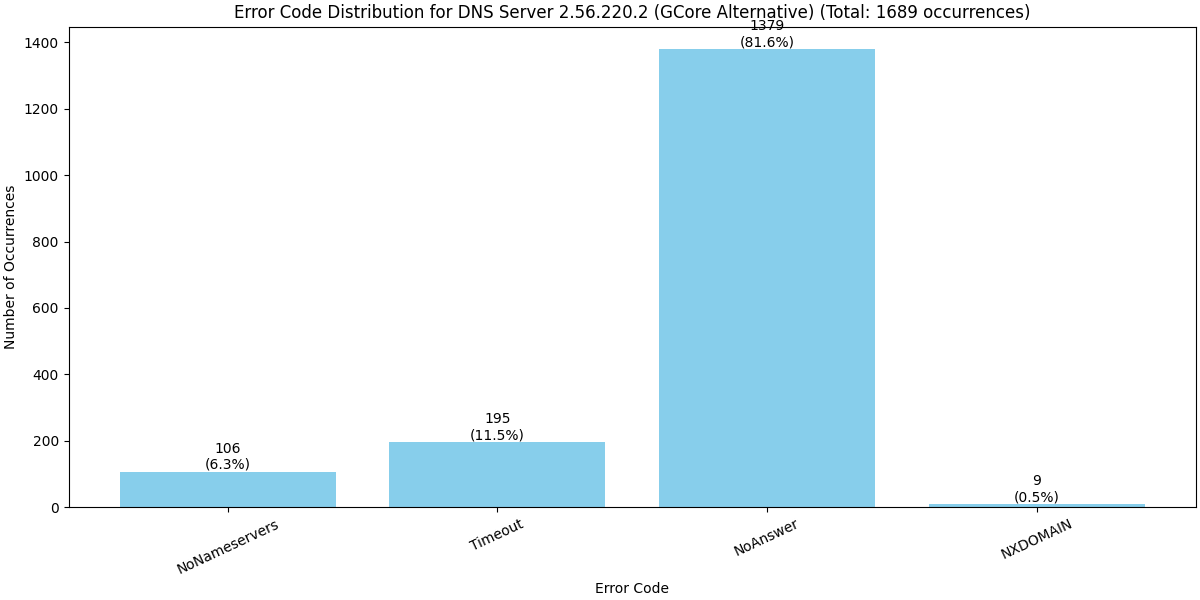 Error Code Distribution for DNS Server 2.56.220.2 (GCore Alternative) (Total: 1689 occurrences)
1379
(81.6%)
195
(11.5%)
106
(6.3%)
9
(0.5%)
1400
1200
1000
800
600
400
200
0
Number of Occurrences
NoNameservers
Timeout
NoAnswer
NXDOMAIN
Error Code